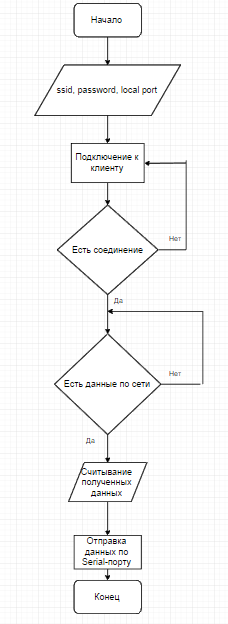 Начало
ssid, password, local port
Подключение к
клиенту
Нет
Есть соединение
Да
Нет
Есть данные по сети
Да
Считывание
полученных
данных
Отправка
данных по
Serial-порту
Конец